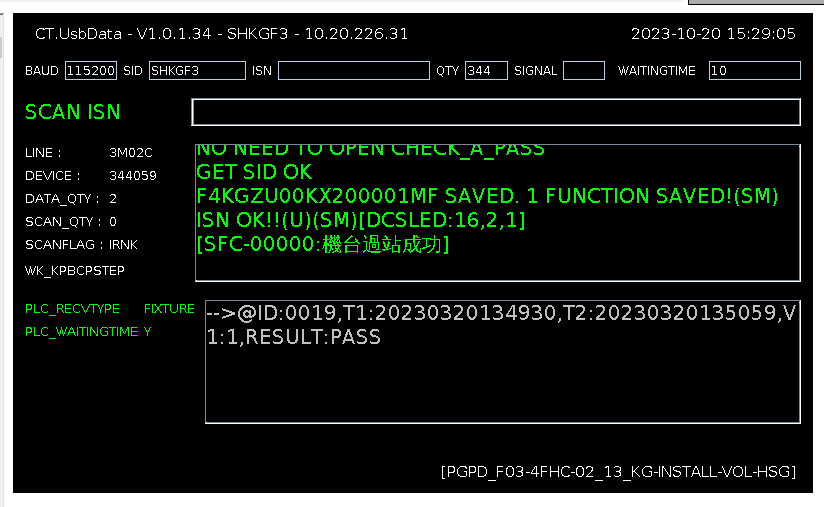 CT.UsbData - V1.0.1.34 - SHKGF3 - 10.20.226.31 2023-10-20 15:29:05
BAUD 115200 SID SHKGF3 ISN QTY 344 SIGNAL WAITINGTIME 10
SCAN ISN
LINE : 3M02C
DEVICE : 344059
DATA_QTY : 2
SCAN_QTY : 0
SCANFLAG : IRNK
WK_KPBCPSTEP
NO NEED TO OPEN CHECK_A_PASS
GET SID OK
F4KGZU00KX200001MF SAVED. 1 FUNCTION SAVED!(SM)
ISN OK!!(U)(SM)[DCSLED:16,2,1]
[SFC-00000:機台過站成功]
PLC_RECVTYPE FIXTURE
PLC_WAITINGTIME Y
-->@ID:0019,T1:20230320134930,T2:20230320135059,V
1:1,RESULT:PASS
[PGPD_F03-4FHC-02_13_KG-INSTALL-VOL-HSG]